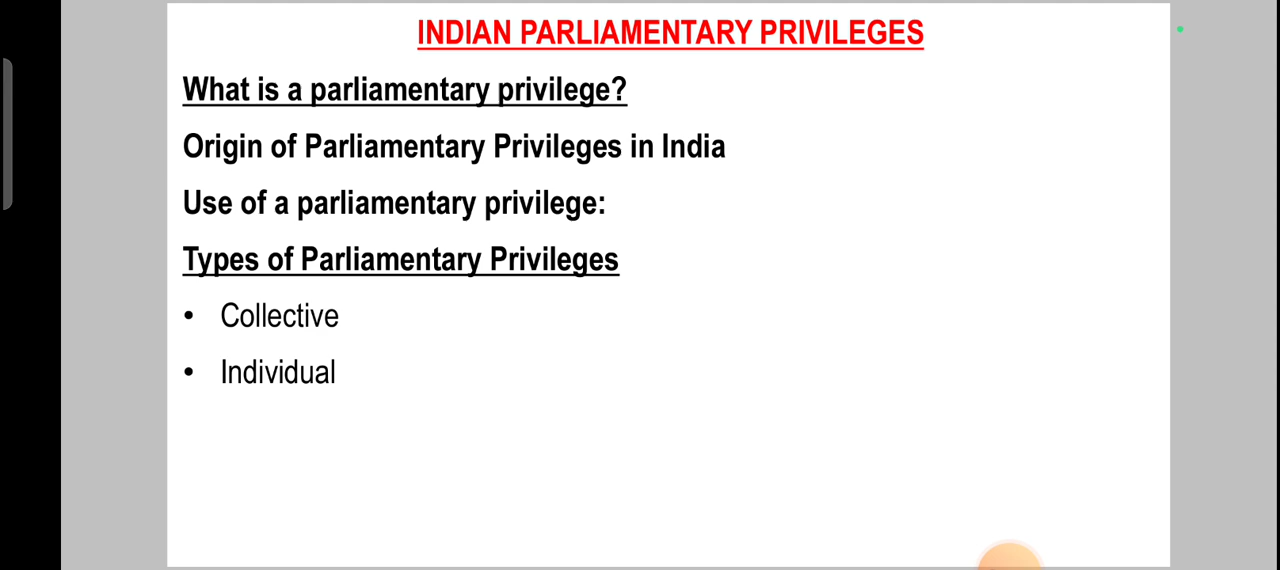 INDIAN PARLIAMENTARY PRIVILEGES
What is a parliamentary privilege?
Origin of Parliamentary Privileges in India
Use of a parliamentary privilege:
Types of Parliamentary Privileges
• Collective
• Individual